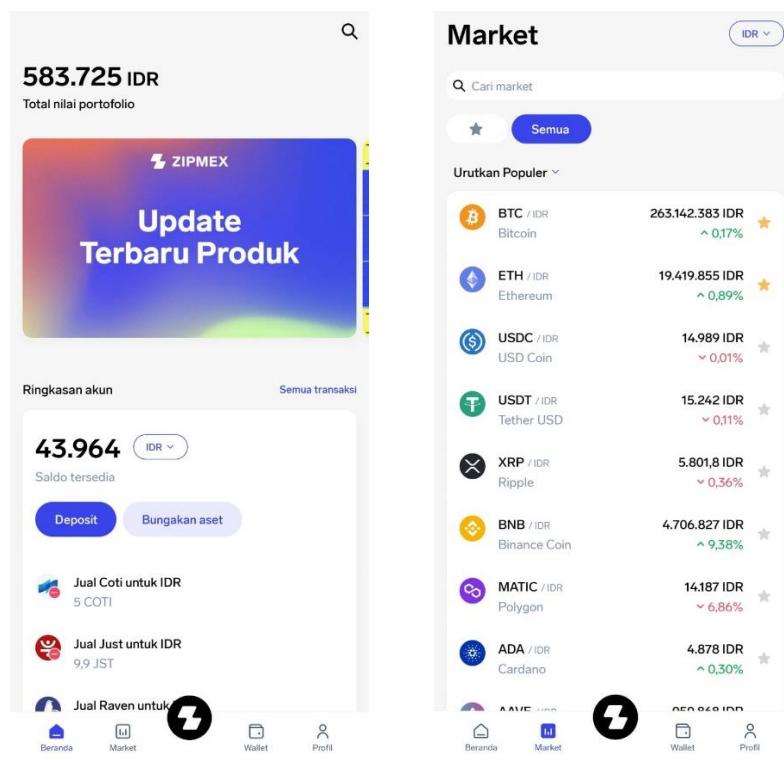 583.725 IDR
Total nilai portofolio
ZIPMEX
Update
Terbaru Produk
Ringkasan akun
Semua transaksi
43.964 IDR
Saldo tersedia
Deposit
Bungakan aset
Jual Coti untuk IDR
5 COTI
Jual Just untuk IDR
9,9 JST
Jual Raven untuk
Beranda
Market
Wallet
Profil
Market
IDR
Cari market
Semua
Urutkan Populer
BTC / IDR 263.142.383 IDR
Bitcoin 0,17%
ETH / IDR 19.419.855 IDR
Ethereum 0,89%
USDC / IDR 14.989 IDR
USD Coin 0,01%
USDT / IDR 15.242 IDR
Tether USD 0,11%
XRP / IDR 5.801,8 IDR
Ripple 0,36%
BNB / IDR 4.706.827 IDR
Binance Coin 9,38%
MATIC / IDR 14.187 IDR
Polygon 6,86%
ADA / IDR 4.878 IDR
Cardano 0,30%
Beranda
Market
Wallet
Profil